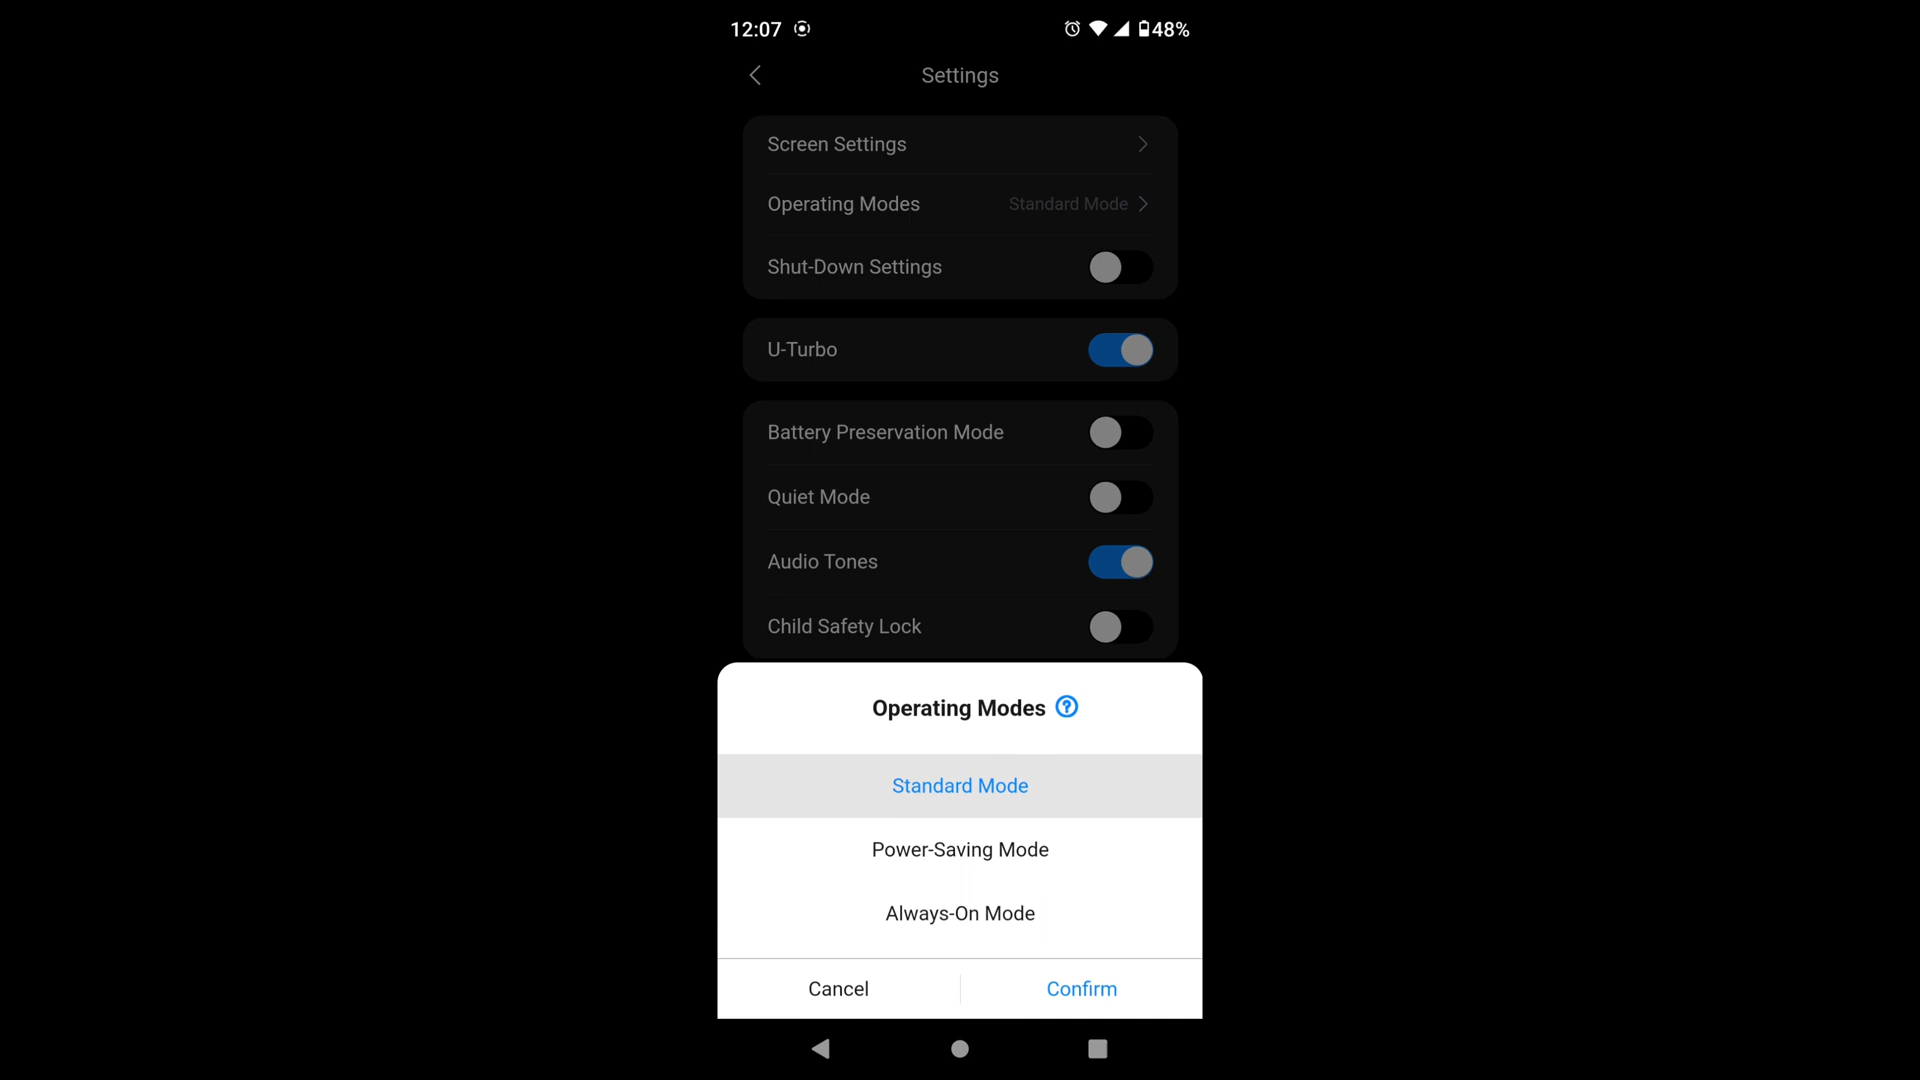 12:07 48%
Settings
Screen Settings
Operating Modes Standard Mode
Shut-Down Settings
U-Turbo
Battery Preservation Mode
Quiet Mode
Audio Tones
Child Safety Lock
Operating Modes ?
Standard Mode
Power-Saving Mode
Always-On Mode
Cancel Confirm